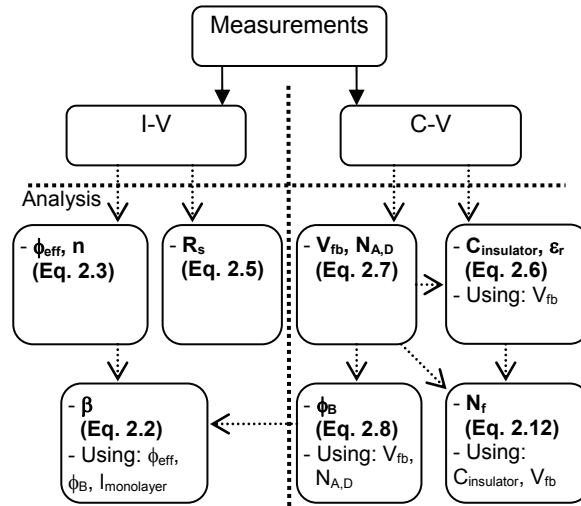 Measurements
I-V
C-V
Analysis
- ϕeff, n
(Eq. 2.3)
- Rs
(Eq. 2.5)
- Vfb, NA,D
(Eq. 2.7)
- Cinsulator, εr
(Eq. 2.6)
- Using: Vfb
- β
(Eq. 2.2)
- Using: ϕeff,
ϕB, Imonolayer
- ϕB
(Eq. 2.8)
- Using: Vfb,
NA,D
- Nf
(Eq. 2.12)
- Using:
Cinsulator, Vfb